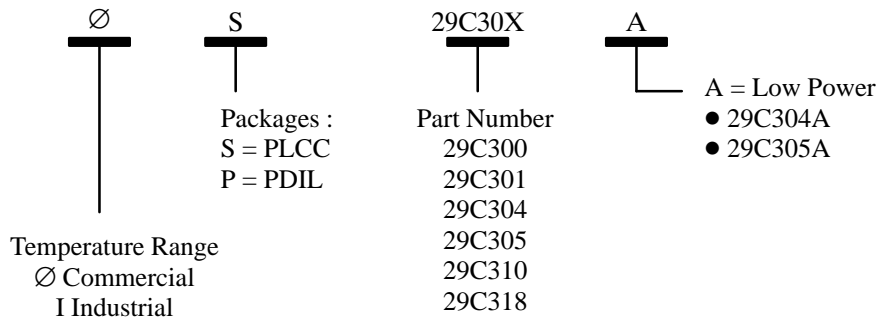 ∅ S 29C30X A
A = Low Power
● 29C304A
● 29C305A
Packages :
S = PLCC
P = PDIL
Part Number
29C300
29C301
29C304
29C305
29C310
29C318
Temperature Range
∅ Commercial
I Industrial